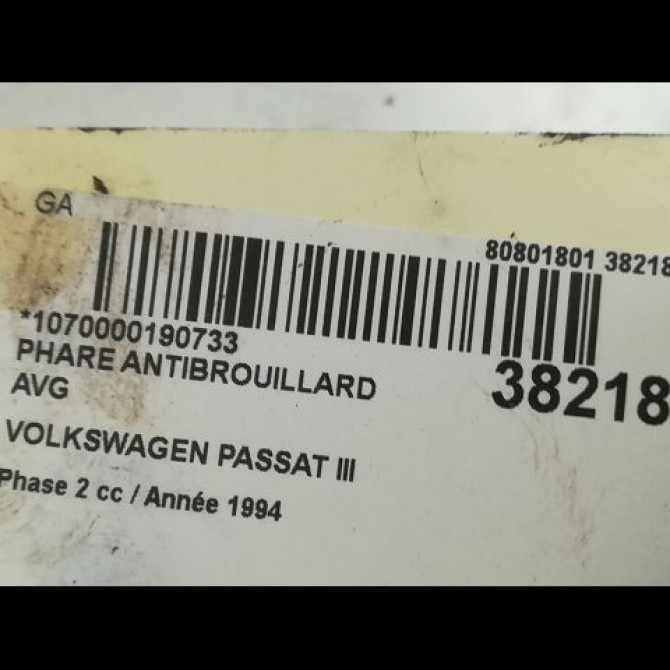 GA
80801801 38218
*1070000190733
38218
PHARE ANTIBROUILLARD
AVG
VOLKSWAGEN PASSAT III
Phase 2 cc / Année 1994